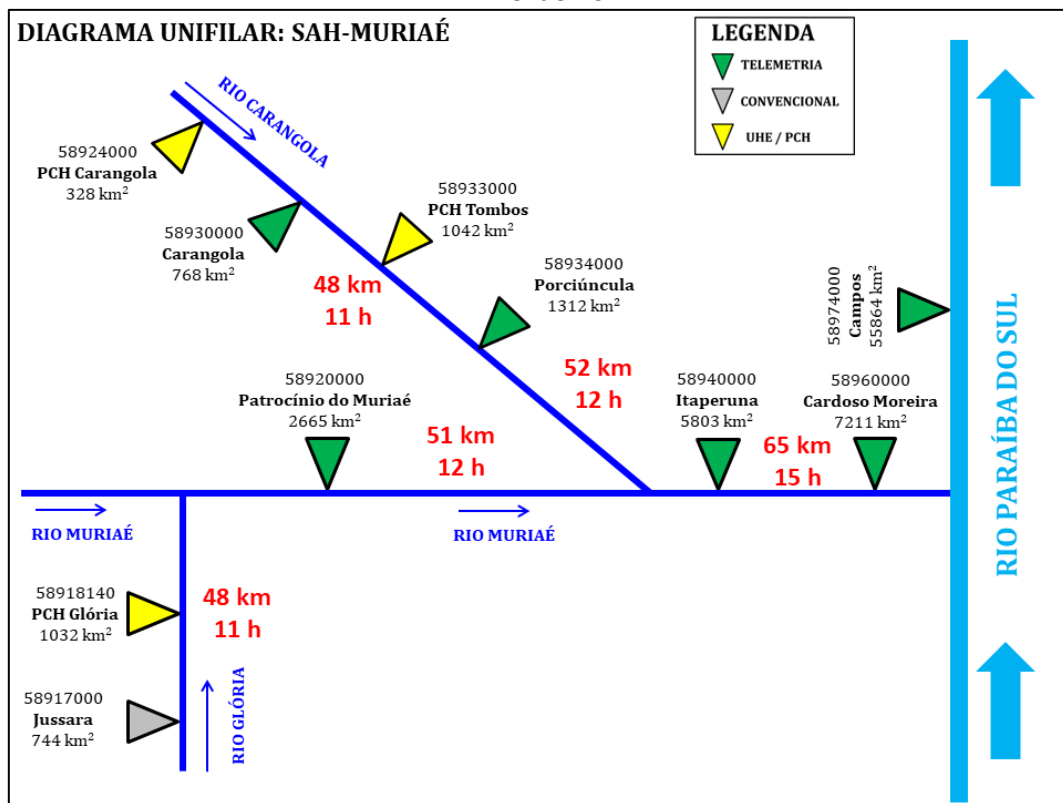 DIAGRAMA UNIFILAR: SAH-MURIAÉ
LEGENDA
TELEMETRIA
CONVENCIONAL
UHE / PCH
RIO CARANGOLA
58924000
PCH Carangola
328 km²
58930000
Carangola
768 km²
58933000
PCH Tombos
1042 km²
48 km
11 h
58934000
Porciúncula
1312 km²
58974000
Campos
55864 km²
58920000
Patrocínio do Muriaé
2665 km²
52 km
12 h
58940000
Itaperuna
5803 km²
58960000
Cardoso Moreira
7211 km²
51 km
12 h
65 km
15 h
RIO MURIAÉ
RIO MURIAÉ
RIO PARAÍBA DO SUL
58918140
PCH Glória
1032 km²
48 km
11 h
58917000
Jussara
744 km²
RIO GLÓRIA